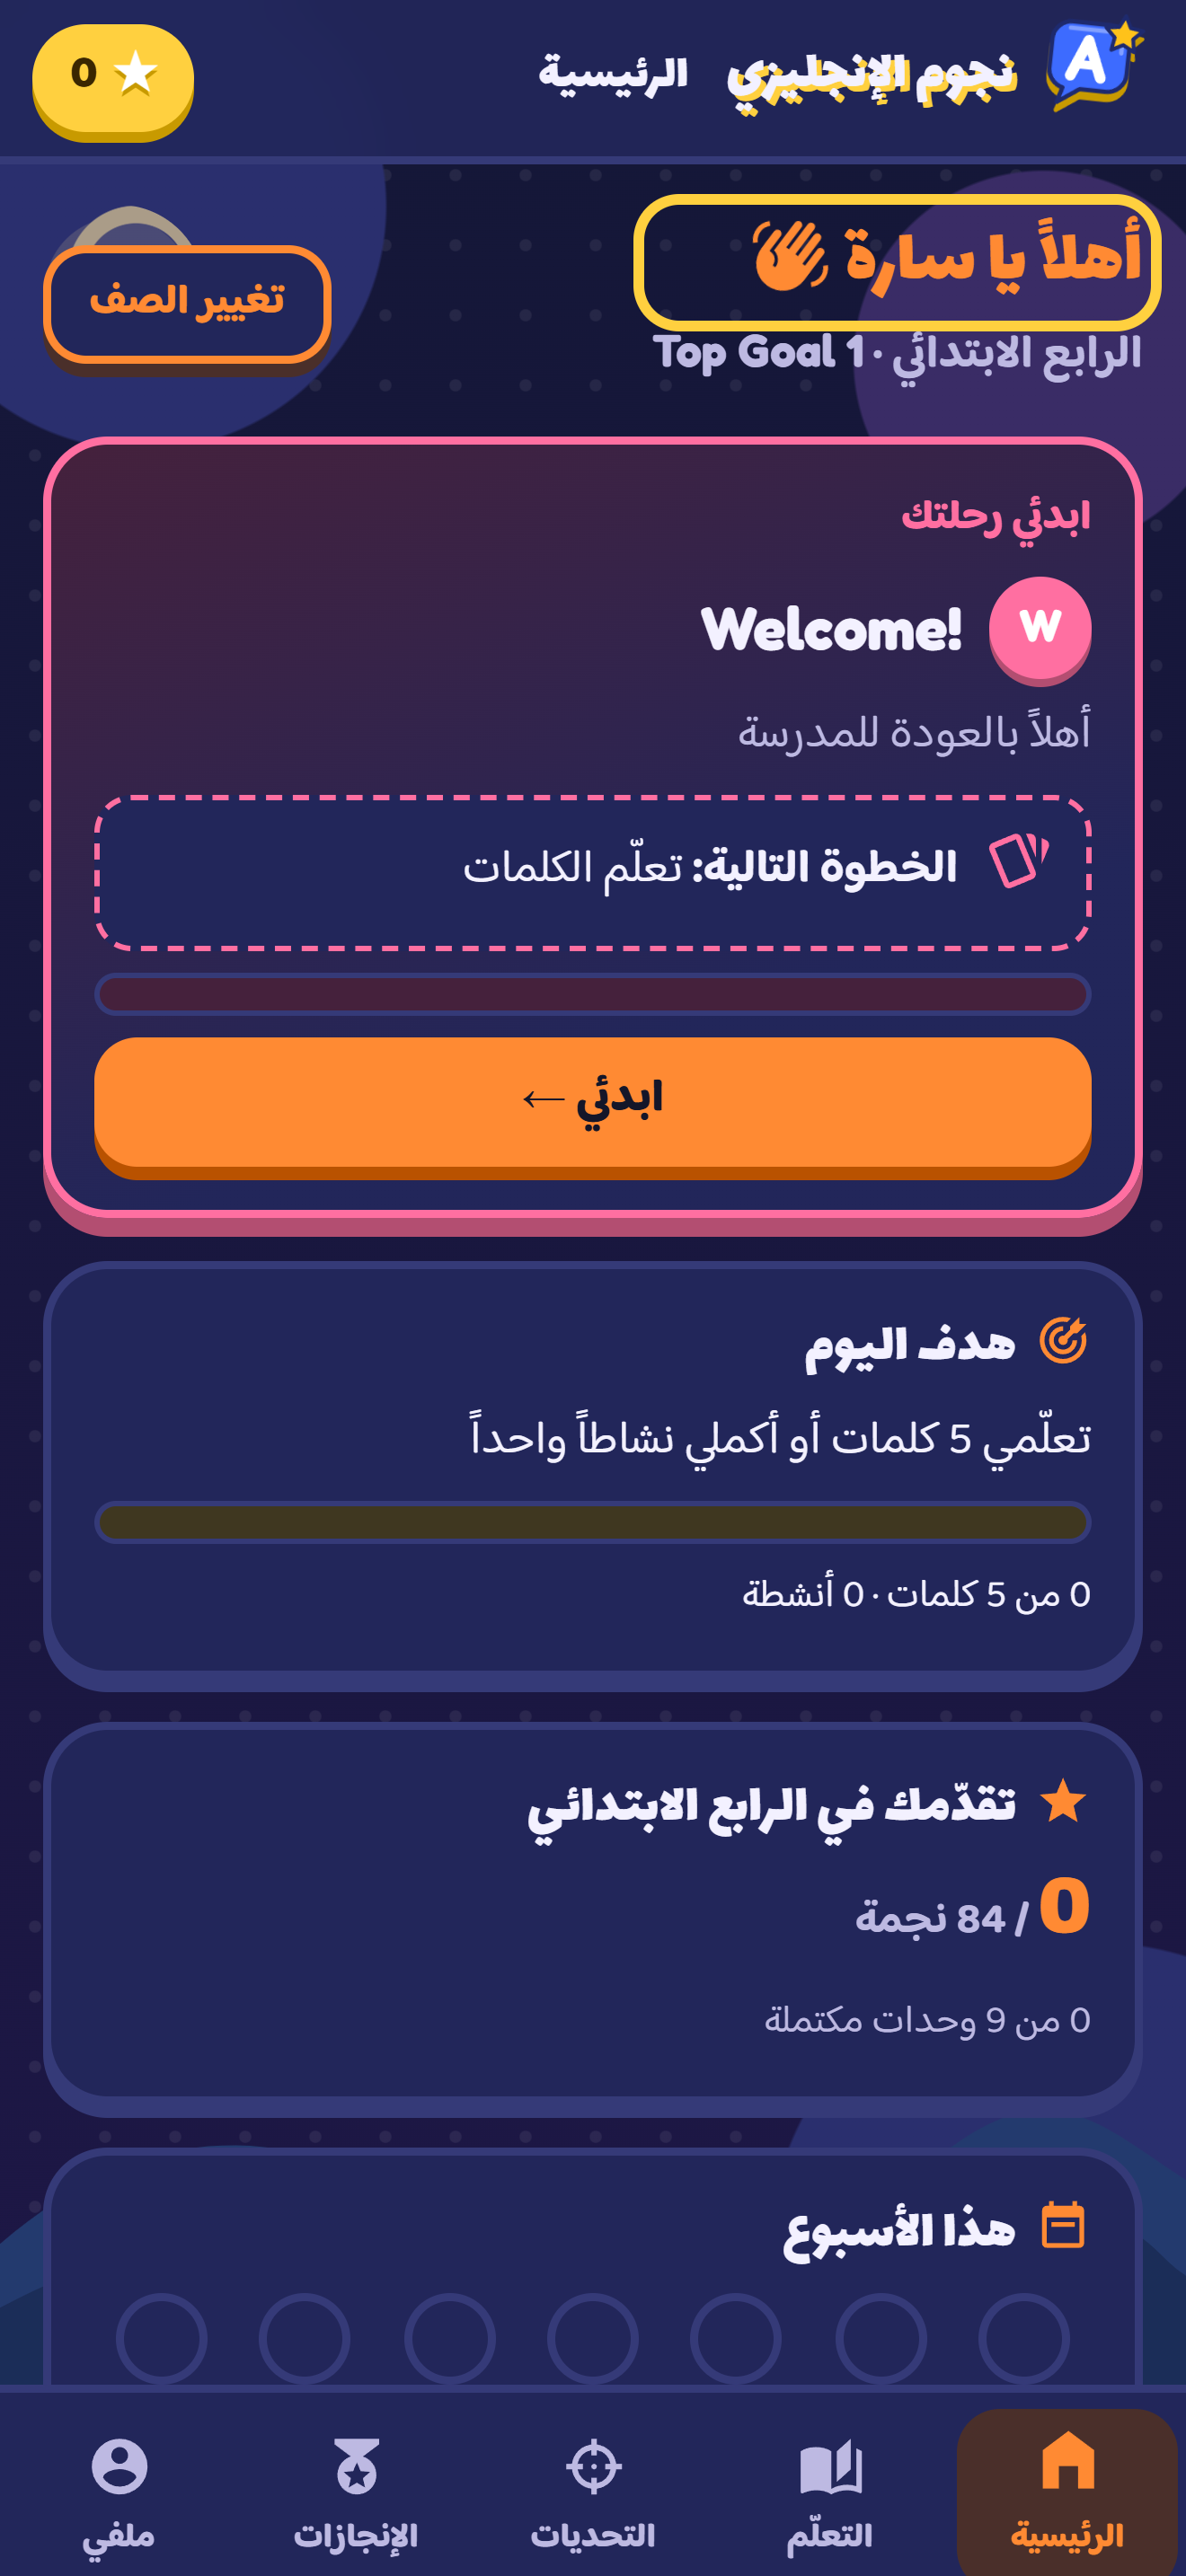 نجوم الإنجليزي
الرئيسية
0
أهلاً يا سارة 👋
الرابع الابتدائي · Top Goal 1
تغيير الصف
ابدئي رحلتك
W
Welcome!
أهلاً بالعودة للمدرسة
الخطوة التالية: تعلّم الكلمات
ابدئي ←
هدف اليوم
تعلّمي 5 كلمات أو أكملي نشاطاً واحداً
0 من 5 كلمات · 0 أنشطة
تقدّمك في الرابع الابتدائي
0 / 84 نجمة
0 من 9 وحدات مكتملة
هذا الأسبوع
الرئيسية
التعلّم
التحديات
الإنجازات
ملفي